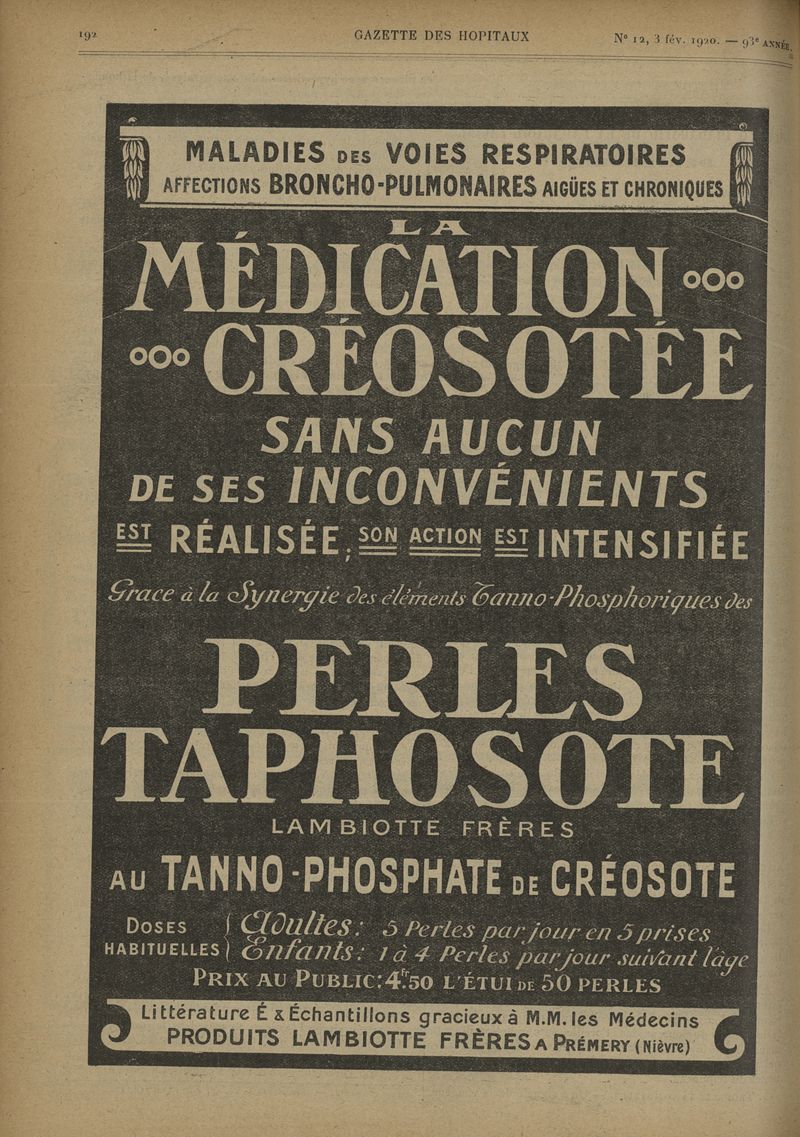 192
GAZETTE DES HOPITAUX
N° 12, 3 fév. 1920. — 93e ANNÉE.
MALADIES DES VOIES RESPIRATOIRES
AFFECTIONS BRONCHO-PULMONAIRES AIGÜES ET CHRONIQUES
LA
MÉDICATION
CRÉOSOTÉE
SANS AUCUN
DE SES INCONVÉNIENTS
EST RÉALISÉE; SON ACTION EST INTENSIFIÉE
Grace à la Synergie des éléments Tanno-Phosphoriques des
PERLES
TAPHOSOTE
LAMBIOTTE FRÈRES
AU TANNO-PHOSPHATE DE CRÉOSOTE
DOSES HABITUELLES
Adultes: 5 Perles par jour en 5 prises
Enfants: 1 à 4 Perles par jour suivant l'âge
PRIX AU PUBLIC: 4fr.50 L'ÉTUI DE 50 PERLES
Littérature É & Échantillons gracieux à M.M. les Médecins
PRODUITS LAMBIOTTE FRÈRES A PRÉMERY (Nièvre)